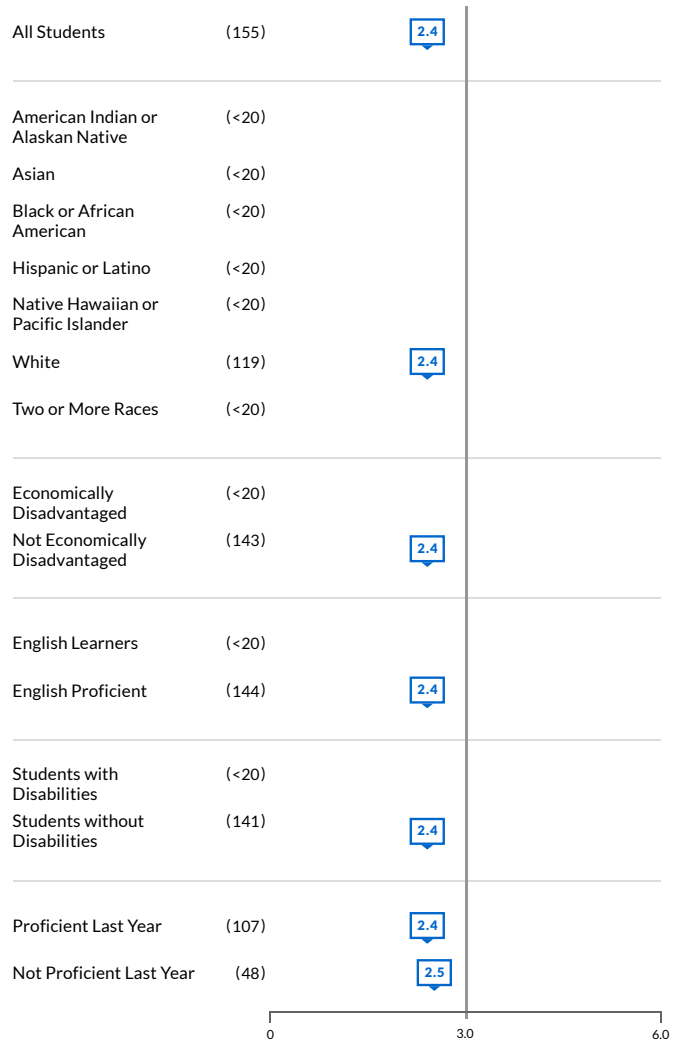 All Students (155) 2.4
American Indian or
Alaskan Native (<20)
Asian (<20)
Black or African
American (<20)
Hispanic or Latino (<20)
Native Hawaiian or
Pacific Islander (<20)
White (119) 2.4
Two or More Races (<20)
Economically
Disadvantaged (<20)
Not Economically
Disadvantaged (143) 2.4
English Learners (<20)
English Proficient (144) 2.4
Students with
Disabilities (<20)
Students without
Disabilities (141) 2.4
Proficient Last Year (107) 2.4
Not Proficient Last Year (48) 2.5
0 3.0 6.0